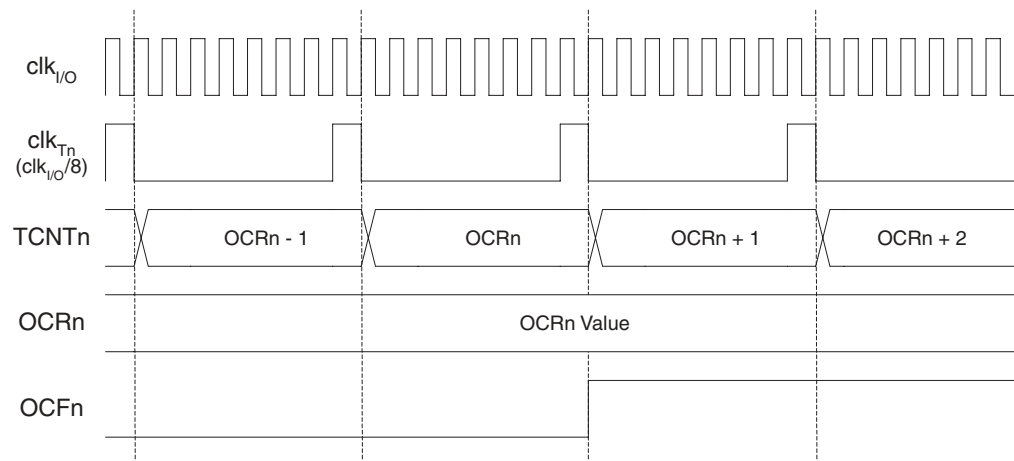 clkI/O
clkTn
(clkI/O/8)
TCNTn
OCRn - 1
OCRn
OCRn + 1
OCRn + 2
OCRn
OCRn Value
OCFn